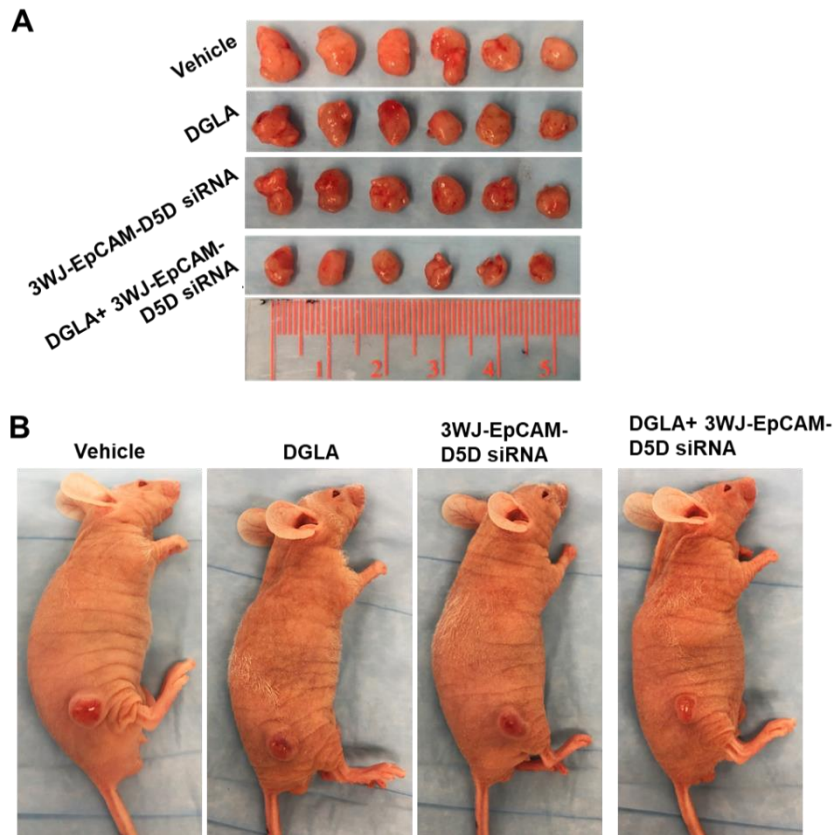 A
Vehicle
DGLA
3WJ-EpCAM-D5D siRNA
DGLA+ 3WJ-EpCAM-
D5D siRNA
1 2 3 4 5
B
Vehicle
DGLA
3WJ-EpCAM-
D5D siRNA
DGLA+ 3WJ-EpCAM-
D5D siRNA